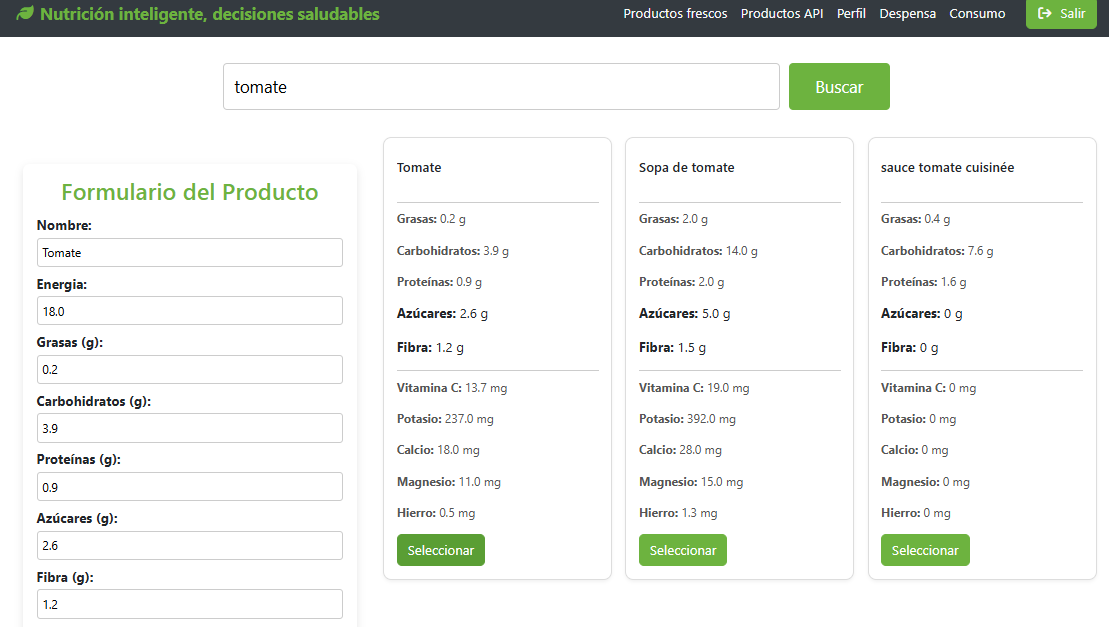 Nutrición inteligente, decisiones saludables
Productos frescos
Productos API
Perfil
Despensa
Consumo
Salir
tomate
Buscar
Formulario del Producto
Nombre:
Tomate
Energia:
18.0
Grasas (g):
0.2
Carbohidratos (g):
3.9
Proteínas (g):
0.9
Azúcares (g):
2.6
Fibra (g):
1.2
Tomate
Grasas: 0.2 g
Carbohidratos: 3.9 g
Proteínas: 0.9 g
Azúcares: 2.6 g
Fibra: 1.2 g
Vitamina C: 13.7 mg
Potasio: 237.0 mg
Calcio: 18.0 mg
Magnesio: 11.0 mg
Hierro: 0.5 mg
Seleccionar
Sopa de tomate
Grasas: 2.0 g
Carbohidratos: 14.0 g
Proteínas: 2.0 g
Azúcares: 5.0 g
Fibra: 1.5 g
Vitamina C: 19.0 mg
Potasio: 392.0 mg
Calcio: 28.0 mg
Magnesio: 15.0 mg
Hierro: 1.3 mg
Seleccionar
sauce tomate cuisinée
Grasas: 0.4 g
Carbohidratos: 7.6 g
Proteínas: 1.6 g
Azúcares: 0 g
Fibra: 0 g
Vitamina C: 0 mg
Potasio: 0 mg
Calcio: 0 mg
Magnesio: 0 mg
Hierro: 0 mg
Seleccionar